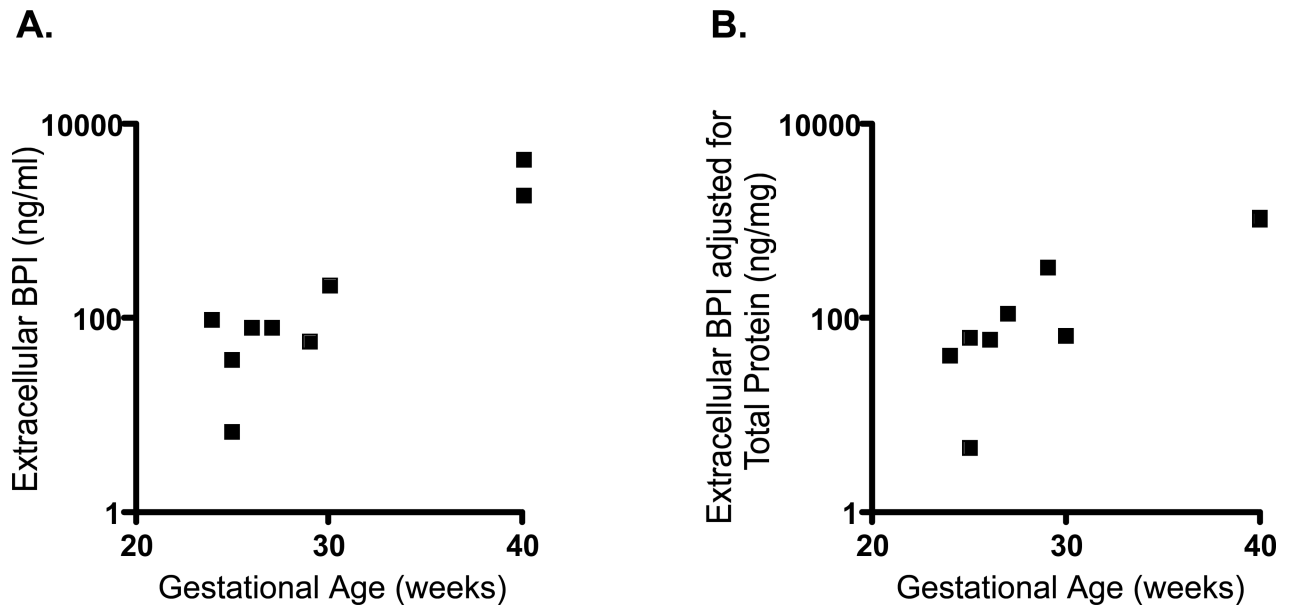 A.
Extracellular BPI (ng/ml)
10000
100
1
20 30 40
Gestational Age (weeks)
B.
Extracellular BPI adjusted for
Total Protein (ng/mg)
10000
100
1
20 30 40
Gestational Age (weeks)